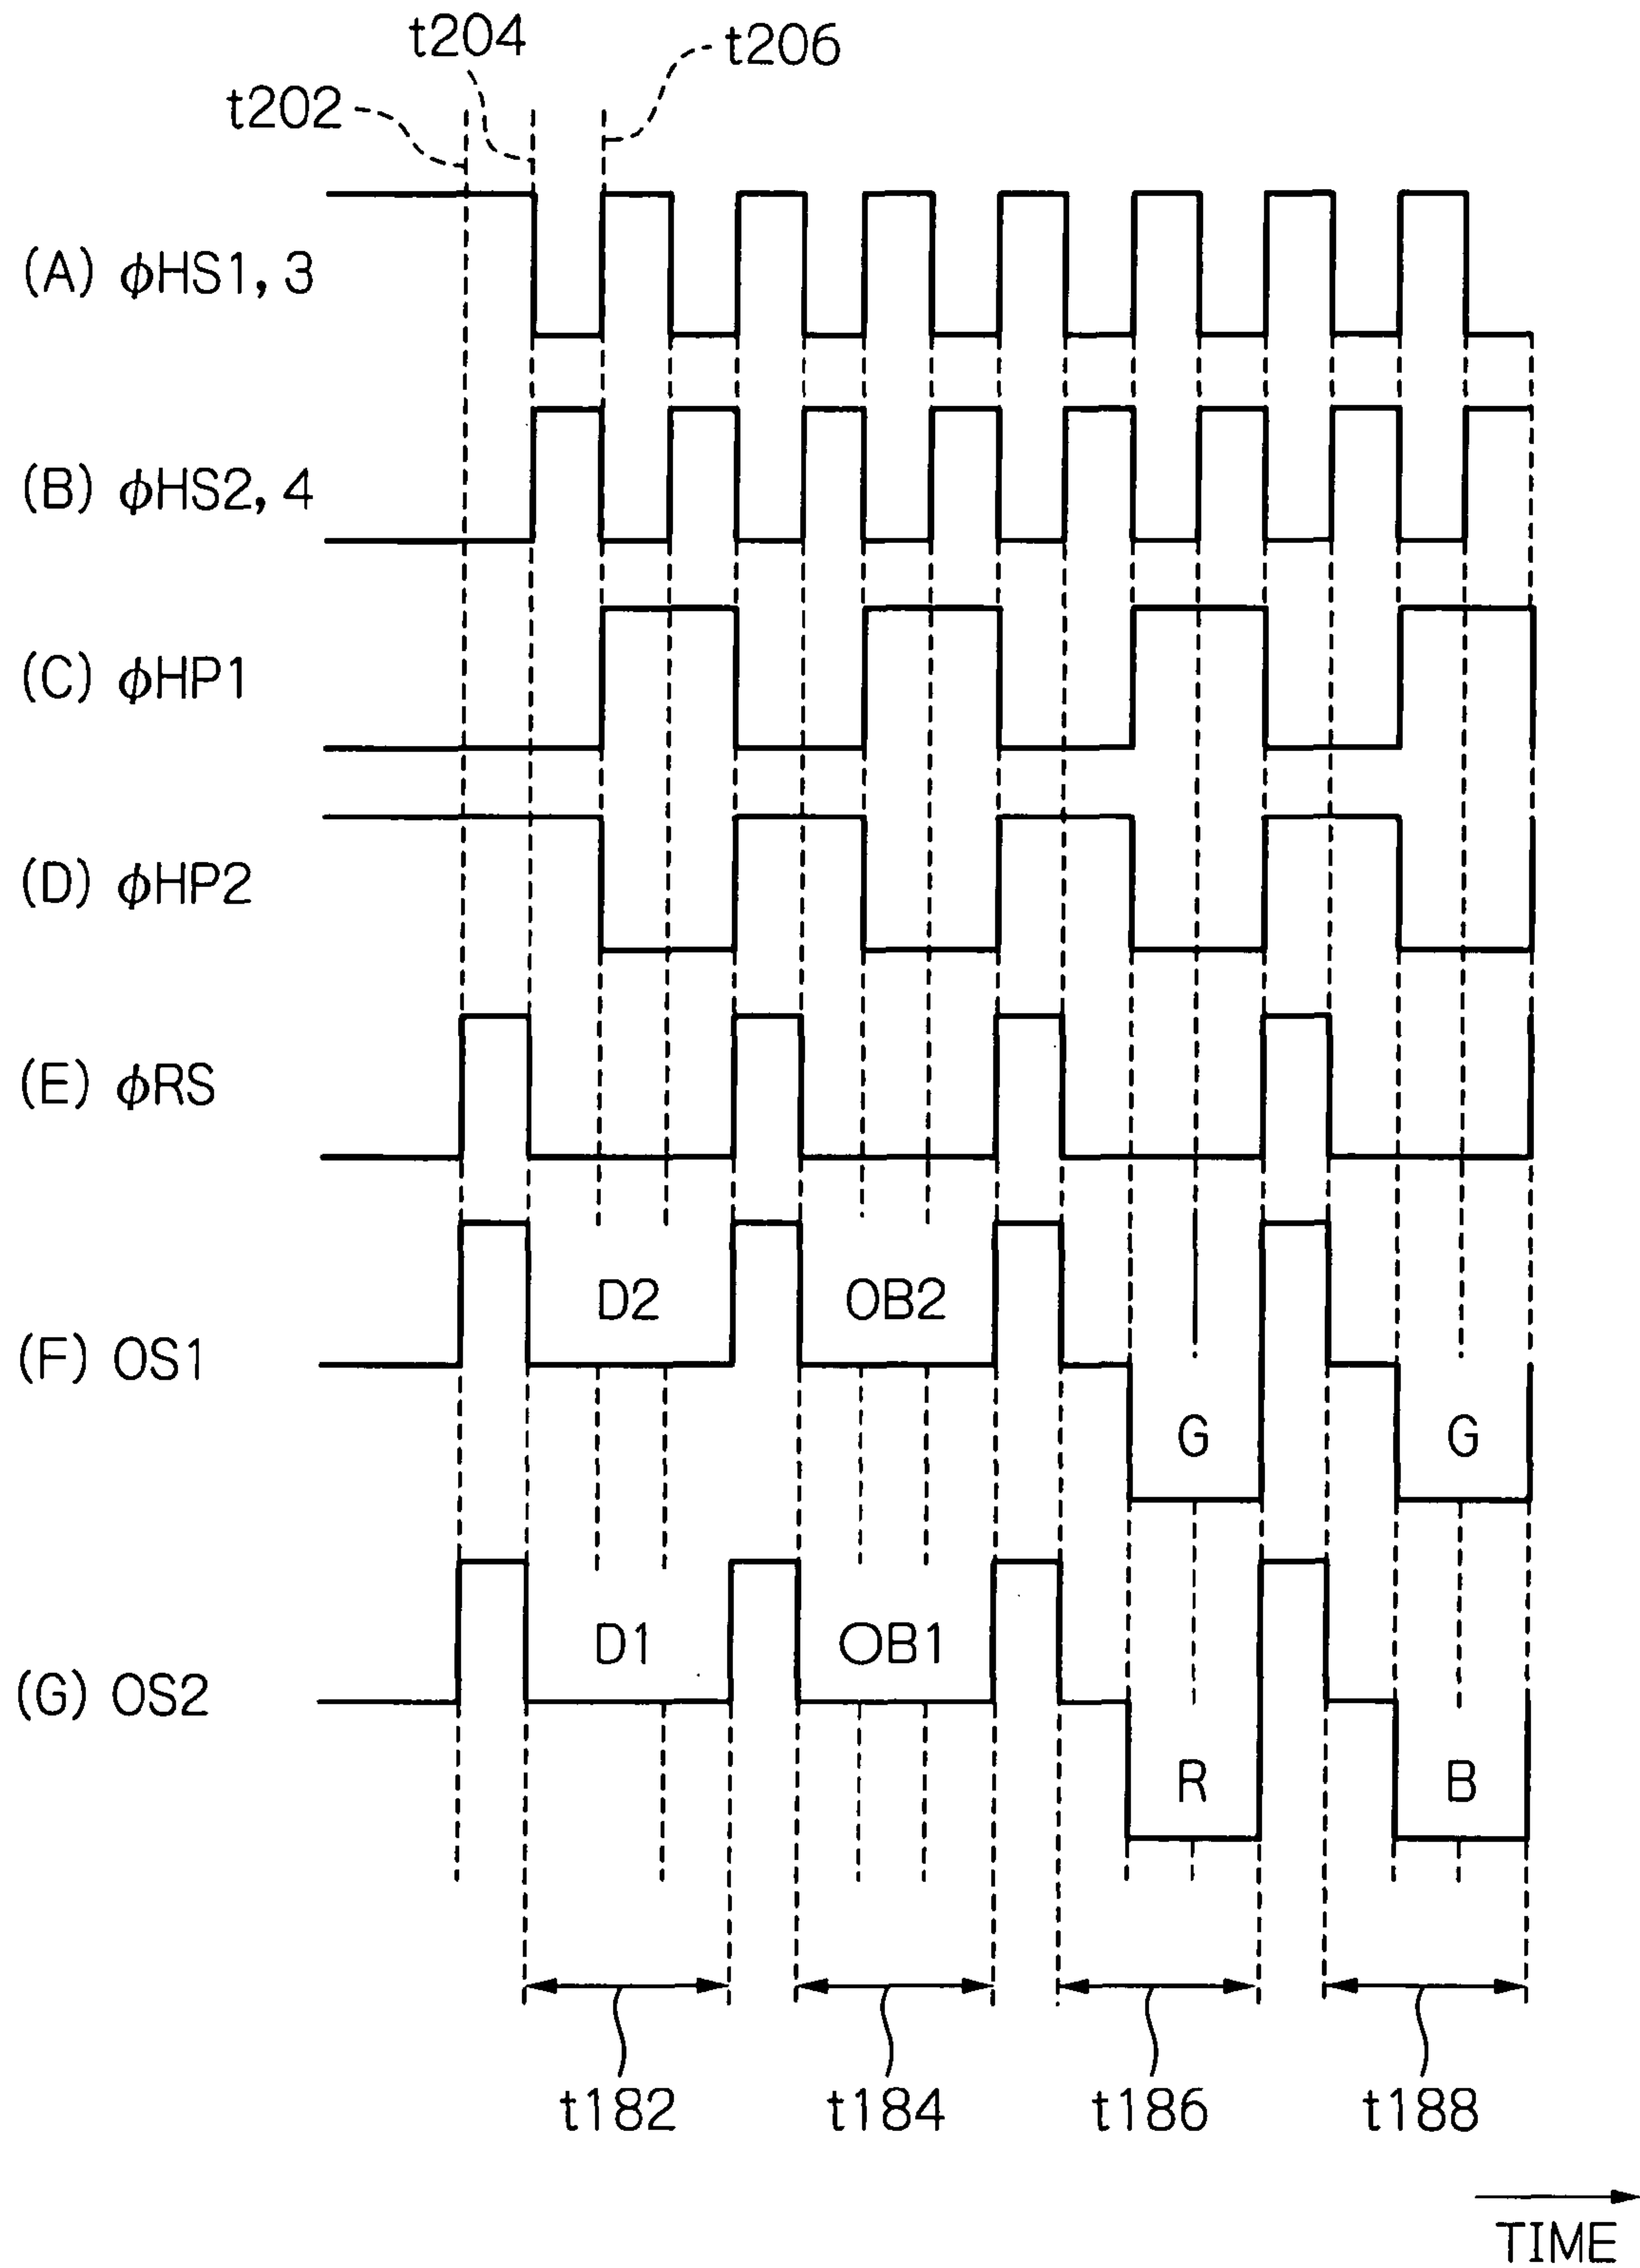 t204
t206
t202
(A) ϕHS1, 3
(B) ϕHS2, 4
(C) ϕHP1
(D) ϕHP2
(E) ϕRS
D2 OB2
(F) OS1
G G
D1 OB1
(G) OS2
R B
t182 t184 t186 t188
TIME